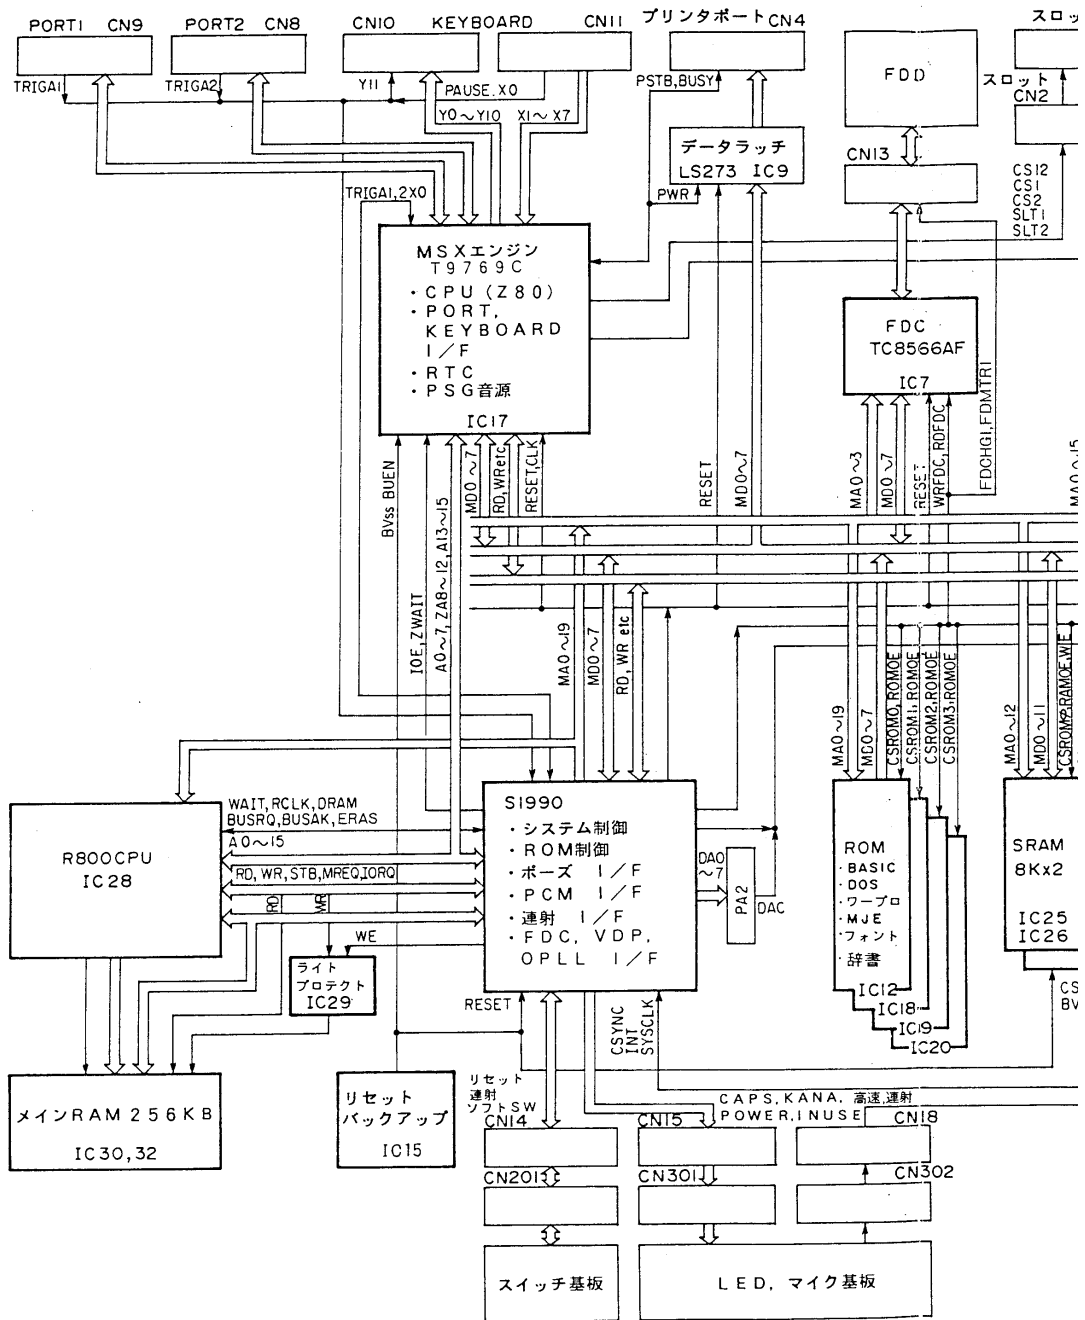 PORT1 CN9
PORT2 CN8
CN10 KEYBOARD CN11
プリンタポート CN4
スロッ
TRIGA1
TRIGA2
Y11
PAUSE.X0
Y0～Y10
X1～X7
PSTB,BUSY
データラッチ
LS273 IC9
PWR
FDD
CN13
スロット
CN2
CS12
CS1
CS2
SLT1
SLT2
TRIGA1,2X0
MSXエンジン
T9769C
・CPU(Z80)
・PORT,
KEYBOARD
I/F
・RTC
・PSG音源
IC17
FDC
TC8566AF
IC7
BVss BUEN
IOE,ZWAIT
A0～7,ZA8～12,A13～15
MD0～7
RD,WRetc
RESET,CLK
RESET
MD0～7
MA0～3
MD0～7
RESET
WRFDC,RDFDC
FDCHG1,FDMTR1
MA0～15
MA0～19
MD0～7
RD, WR etc
MA0～19
MD0～7
CSROM0,ROMOE
CSROM1,ROMOE
CSROM2,ROMOE
CSROM3,ROMOE
MA0～12
MD0～11
R800CPU
IC28
WAIT,RCLK,DRAM
BUSRQ,BUSAK,ERAS
A0～15
RD,WR,STB,MREQ,IORQ
RD
WR
WE
ライト
プロテクト
IC29
S1990
・システム制御
・ROM制御
・ポーズ I/F
・PCM I/F
・連射 I/F
・FDC, VDP,
OPLL I/F
DA0
～7
PA2
DAC
ROM
・BASIC
・DOS
・ワープロ
・MJE
・フォント
・辞書
IC12
IC18
IC19
IC20
SRAM
8Kx2
IC25
IC26
CS
BV
RESET
CSYNC
INT
SYSCLK
メインRAM 256KB
IC30,32
リセット
バックアップ
IC15
リセット
連射
ソフトSW
CN14
CAPS,KANA, 高速,連射
POWER,INUSE
CN15
CN18
CN201
CN301
CN302
スイッチ基板
LED, マイク基板